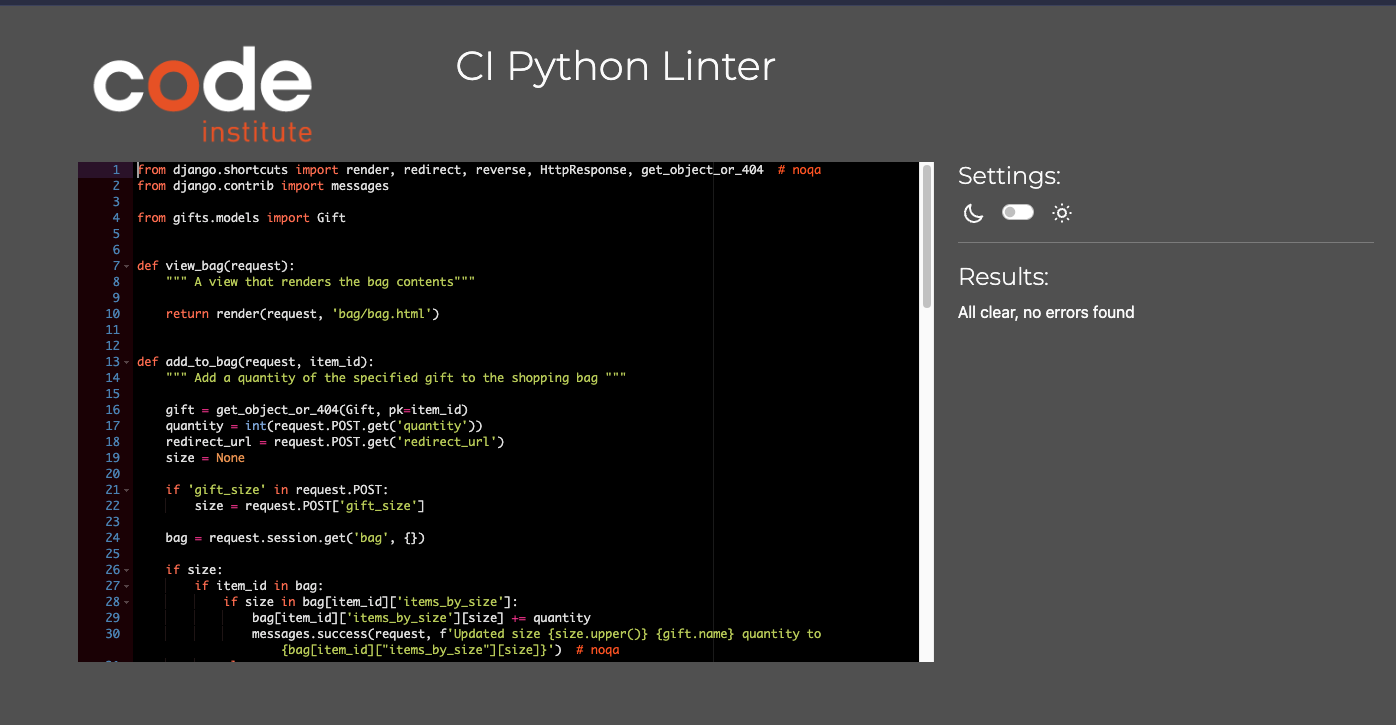 code
institute
CI Python Linter
1 from django.shortcuts import render, redirect, reverse, HttpResponse, get_object_or_404  # noqa
2 from django.contrib import messages
3
4 from gifts.models import Gift
5
6
7 def view_bag(request):
8     """ A view that renders the bag contents"""
9
10     return render(request, 'bag/bag.html')
11
12
13 def add_to_bag(request, item_id):
14     """ Add a quantity of the specified gift to the shopping bag """
15
16     gift = get_object_or_404(Gift, pk=item_id)
17     quantity = int(request.POST.get('quantity'))
18     redirect_url = request.POST.get('redirect_url')
19     size = None
20
21     if 'gift_size' in request.POST:
22         size = request.POST['gift_size']
23
24     bag = request.session.get('bag', {})
25
26     if size:
27         if item_id in bag:
28             if size in bag[item_id]['items_by_size']:
29                 bag[item_id]['items_by_size'][size] += quantity
30                 messages.success(request, f'Updated size {size.upper()} {gift.name} quantity to
{bag[item_id]["items_by_size"][size]}')  # noqa
Settings:
Results:
All clear, no errors found